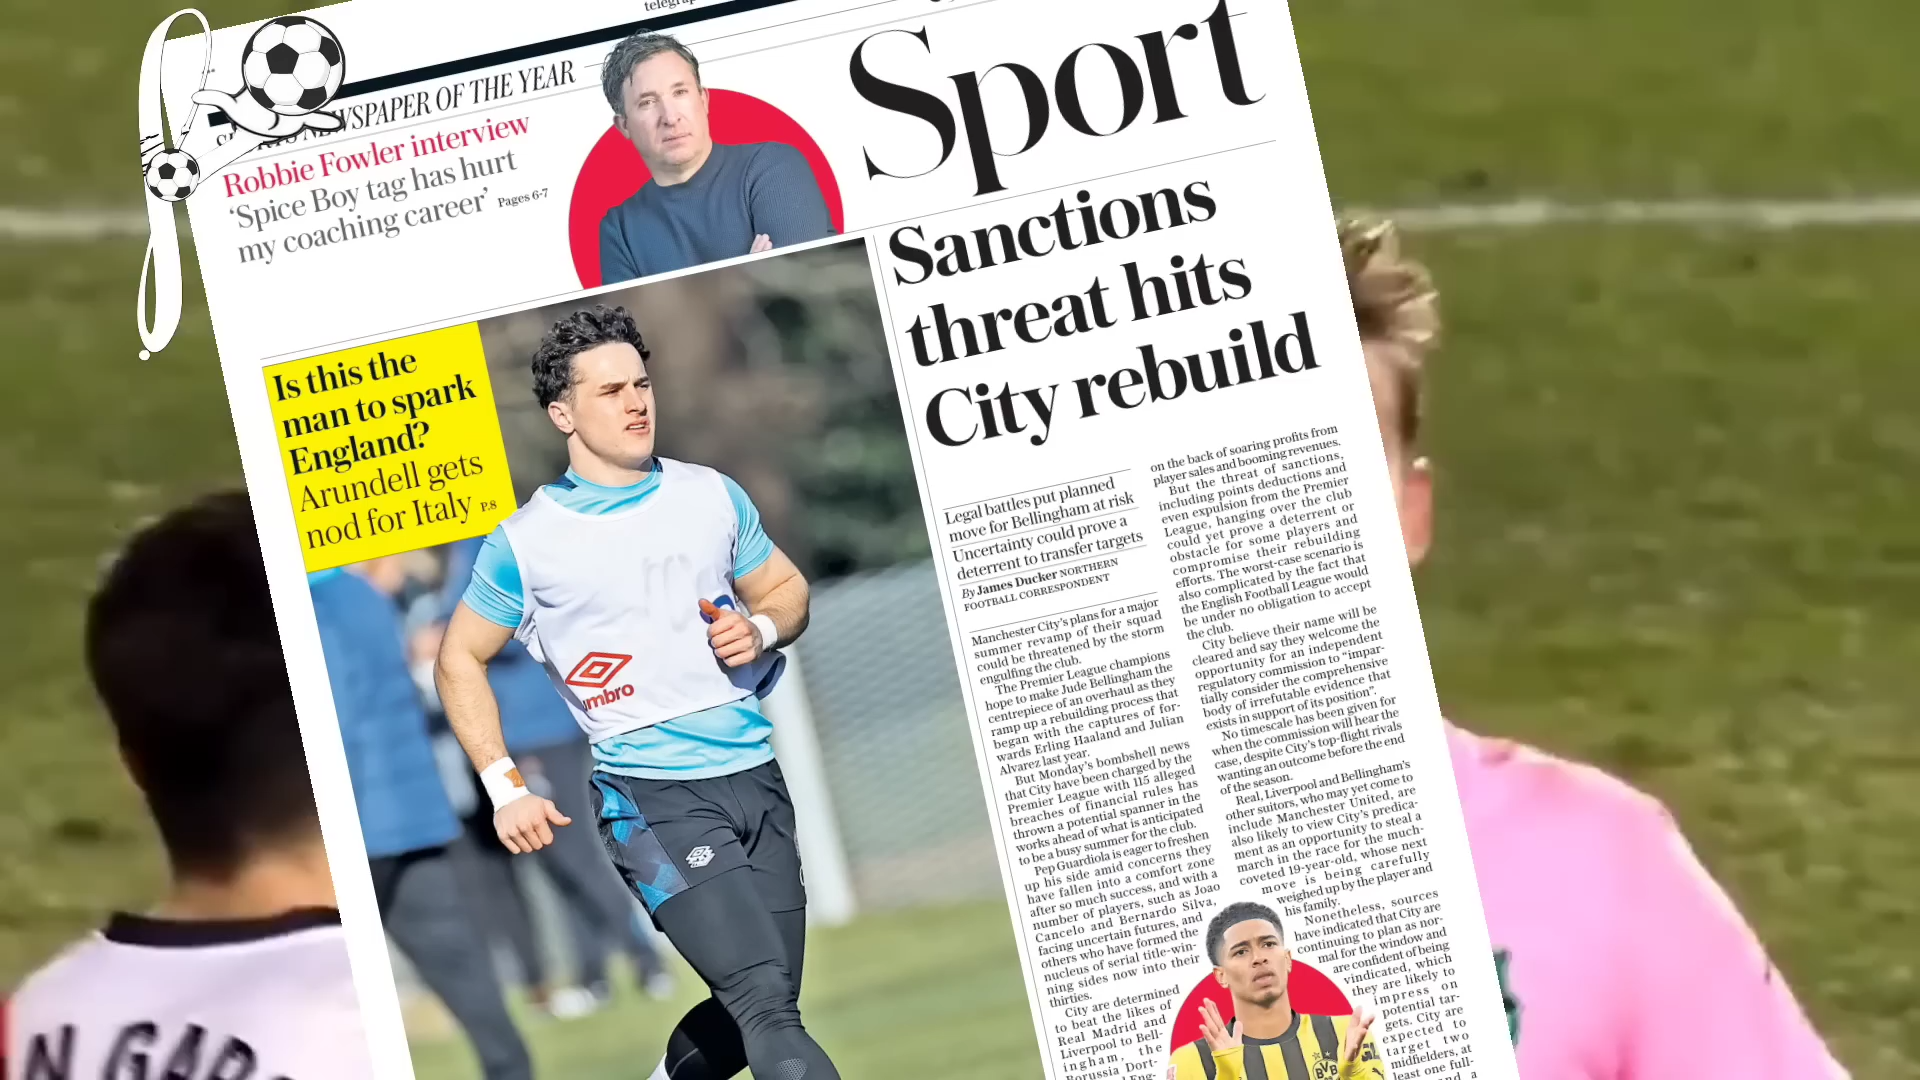 SPORTS NEWSPAPER OF THE YEAR
Robbie Fowler interview
‘Spice Boy tag has hurt
my coaching career’ Pages 6-7
Sport
Is this the
man to spark
England?
Arundell gets
nod for Italy P.8
umbro
Sanctions
threat hits
City rebuild
Legal battles put planned
move for Bellingham at risk
Uncertainty could prove a
deterrent to transfer targets
By James Ducker NORTHERN
FOOTBALL CORRESPONDENT
Manchester City’s plans for a major
summer revamp of their squad
could be threatened by the storm
engulfing the club.
The Premier League champions
hope to make Jude Bellingham the
centrepiece of an overhaul as they
ramp up a rebuilding process that
began with the captures of for-
wards Erling Haaland and Julian
Alvarez last year.
But Monday’s bombshell news
that City have been charged by the
Premier League with 115 alleged
breaches of financial rules has
thrown a potential spanner in the
works ahead of what is anticipated
to be a busy summer for the club.
Pep Guardiola is eager to freshen
up his side amid concerns they
have fallen into a comfort zone
after so much success, and with a
number of players, such as Joao
Cancelo and Bernardo Silva,
facing uncertain futures, and
others who have formed the
nucleus of serial title-win-
ning sides now into their
thirties.
City are determined
to beat the likes of
Real Madrid and
Liverpool to Bell-
ingham, the
Borussia Dort-
on the back of soaring profits from
player sales and booming revenues.
But the threat of sanctions,
including points deductions and
even expulsion from the Premier
League, hanging over the club
could yet prove a deterrent or
obstacle for some players and
compromise their rebuilding
efforts. The worst-case scenario is
also complicated by the fact that
the English Football League would
be under no obligation to accept
the club.
City believe their name will be
cleared and say they welcome the
opportunity for an independent
regulatory commission to “impar-
tially consider the comprehensive
body of irrefutable evidence that
exists in support of its position”.
No timescale has been given for
when the commission will hear the
case, despite City’s top-flight rivals
wanting an outcome before the end
of the season.
Real, Liverpool and Bellingham’s
other suitors, who may yet come to
include Manchester United, are
also likely to view City’s predica-
ment as an opportunity to steal a
march in the race for the much-
coveted 19-year-old, whose next
move is being carefully
weighed up by the player and
his family.
Nonetheless, sources
have indicated that City are
continuing to plan as nor-
mal for the window and
are confident of being
vindicated, which
they are likely to
impress on
potential tar-
gets. City are
expected to
target two
midfielders, at
least one full-
BVB